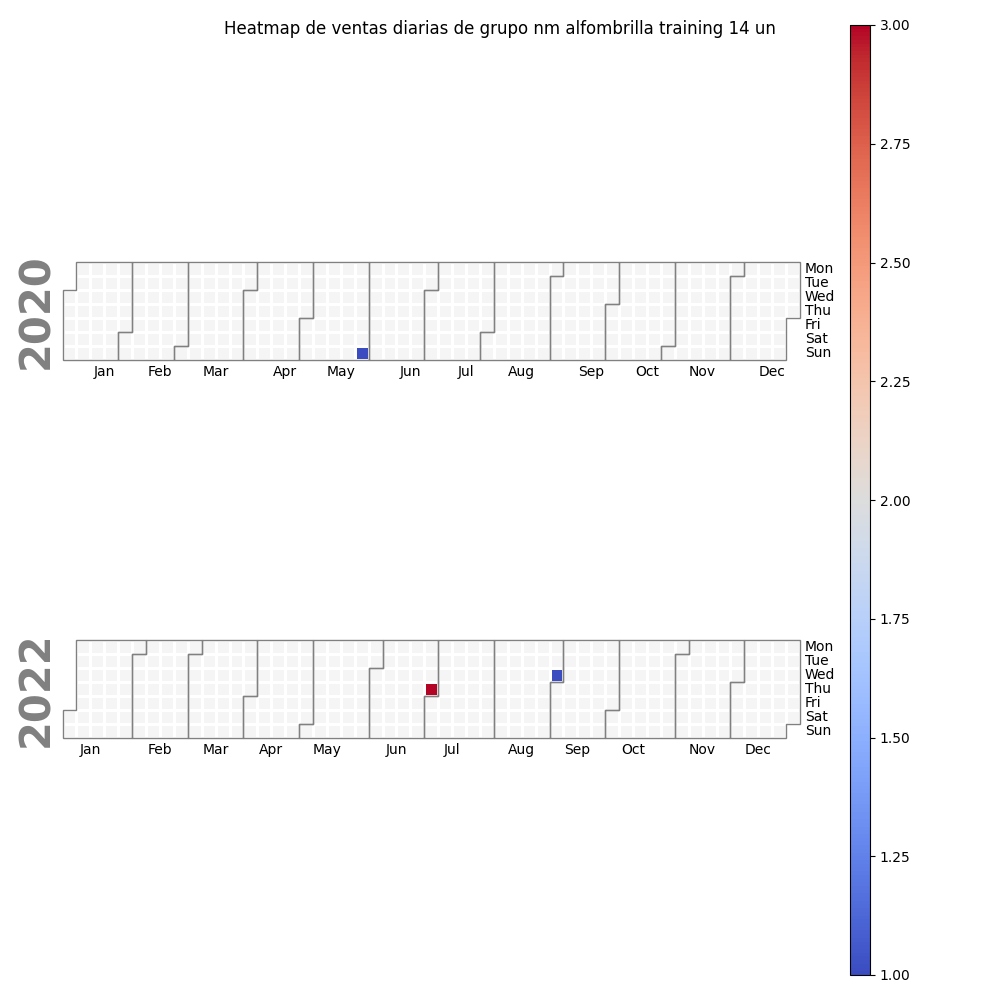 Heatmap de ventas diarias de grupo nm alfombrilla training 14 un
2020
Mon
Tue
Wed
Thu
Fri
Sat
Sun
Jan Feb Mar Apr May Jun Jul Aug Sep Oct Nov Dec
2022
Mon
Tue
Wed
Thu
Fri
Sat
Sun
Jan Feb Mar Apr May Jun Jul Aug Sep Oct Nov Dec
3.00
2.75
2.50
2.25
2.00
1.75
1.50
1.25
1.00